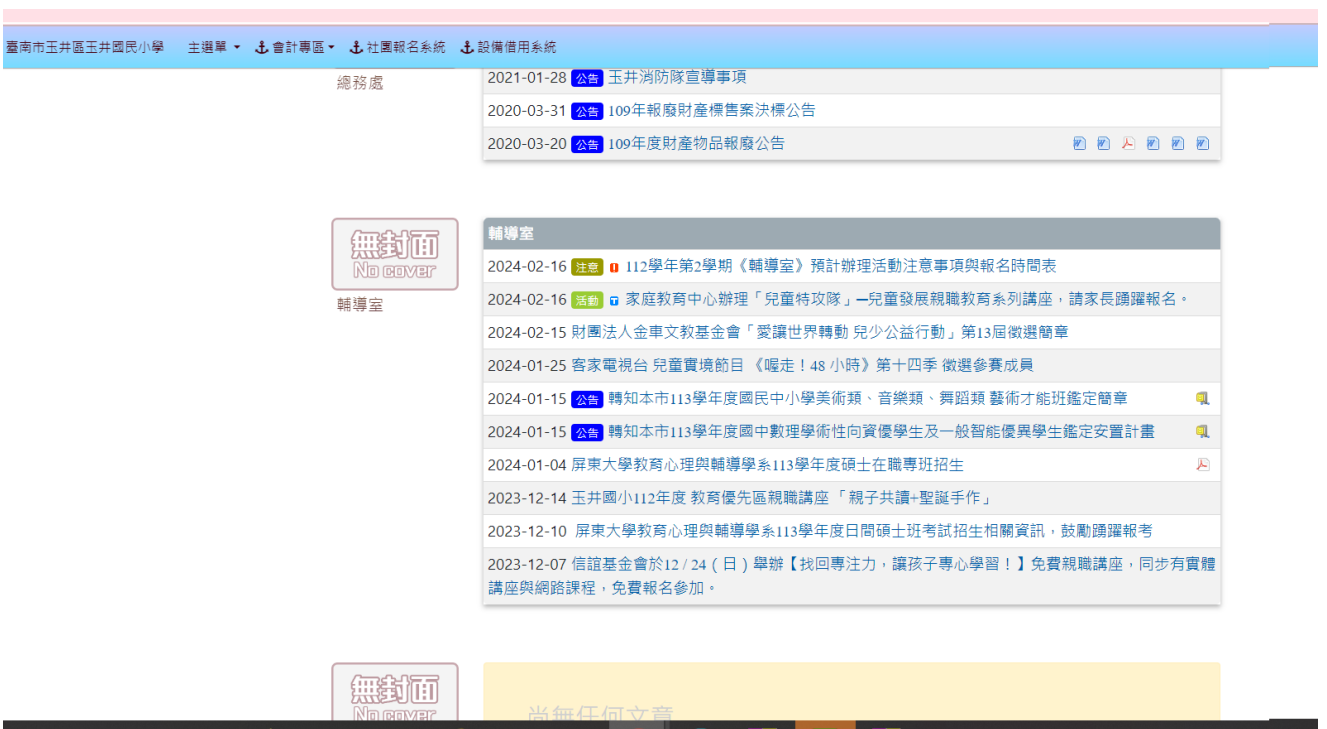 臺南市玉井區玉井國民小學 主選單 會計專區 社團報名系統 設備借用系統
總務處
2021-01-28 公告 玉井消防隊宣導事項
2020-03-31 公告 109年報廢財產標售案決標公告
2020-03-20 公告 109年度財產物品報廢公告
無封面
No cover
輔導室
輔導室
2024-02-16 注意 112學年第2學期《輔導室》預計辦理活動注意事項與報名時間表
2024-02-16 活動 家庭教育中心辦理「兒童特攻隊」─兒童發展親職教育系列講座，請家長踴躍報名。
2024-02-15 財團法人金車文教基金會「愛讓世界轉動 兒少公益行動」第13屆徵選簡章
2024-01-25 客家電視台 兒童實境節目 《喔走！48 小時》第十四季 徵選參賽成員
2024-01-15 公告 轉知本市113學年度國民中小學美術類、音樂類、舞蹈類 藝術才能班鑑定簡章
2024-01-15 公告 轉知本市113學年度國中數理學術性向資優學生及一般智能優異學生鑑定安置計畫
2024-01-04 屏東大學教育心理與輔導學系113學年度碩士在職專班招生
2023-12-14 玉井國小112年度 教育優先區親職講座 「親子共讀+聖誕手作」
2023-12-10 屏東大學教育心理與輔導學系113學年度日間碩士班考試招生相關資訊，鼓勵踴躍報考
2023-12-07 信誼基金會於12 / 24（日）舉辦【找回專注力，讓孩子專心學習！】免費親職講座，同步有實體
講座與網路課程，免費報名參加。
無封面
No cover
尚無任何文章